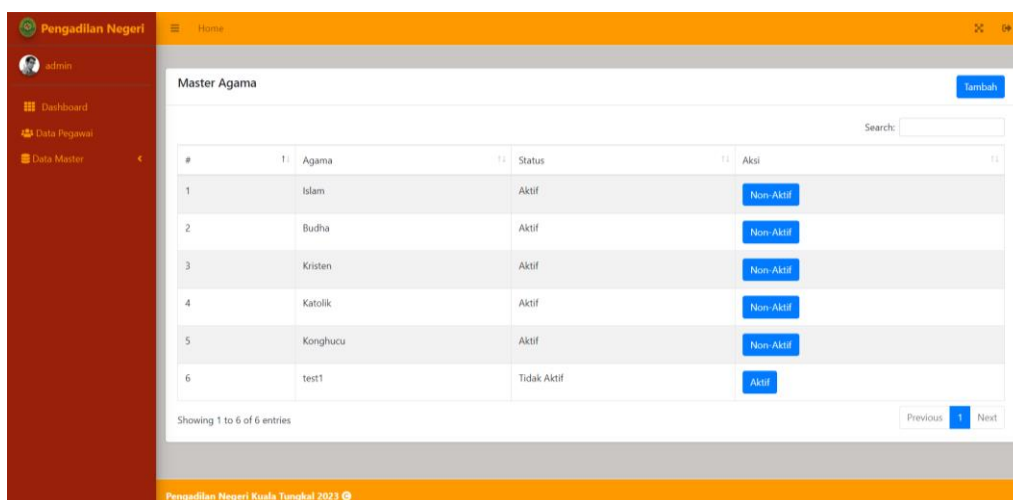 Pengadilan Negeri
Home
admin
Dashboard
Data Pegawai
Data Master
Master Agama
Tambah
Search:
# Agama Status Aksi
1 Islam Aktif Non-Aktif
2 Budha Aktif Non-Aktif
3 Kristen Aktif Non-Aktif
4 Katolik Aktif Non-Aktif
5 Konghucu Aktif Non-Aktif
6 test1 Tidak Aktif Aktif
Showing 1 to 6 of 6 entries
Previous 1 Next
Pengadilan Negeri Kuala Tungkal 2023 ©